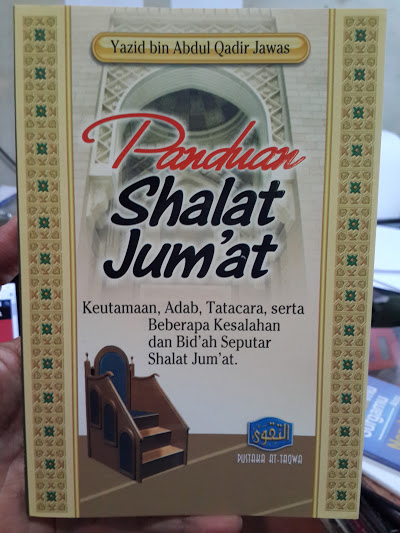 Yazid bin Abdul Qadir Jawas
Panduan
Shalat
Jum'at
Keutamaan, Adab, Tatacara, serta
Beberapa Kesalahan
dan Bid'ah Seputar
Shalat Jum'at.
التقوى
PUSTAKA AT-TAQWA